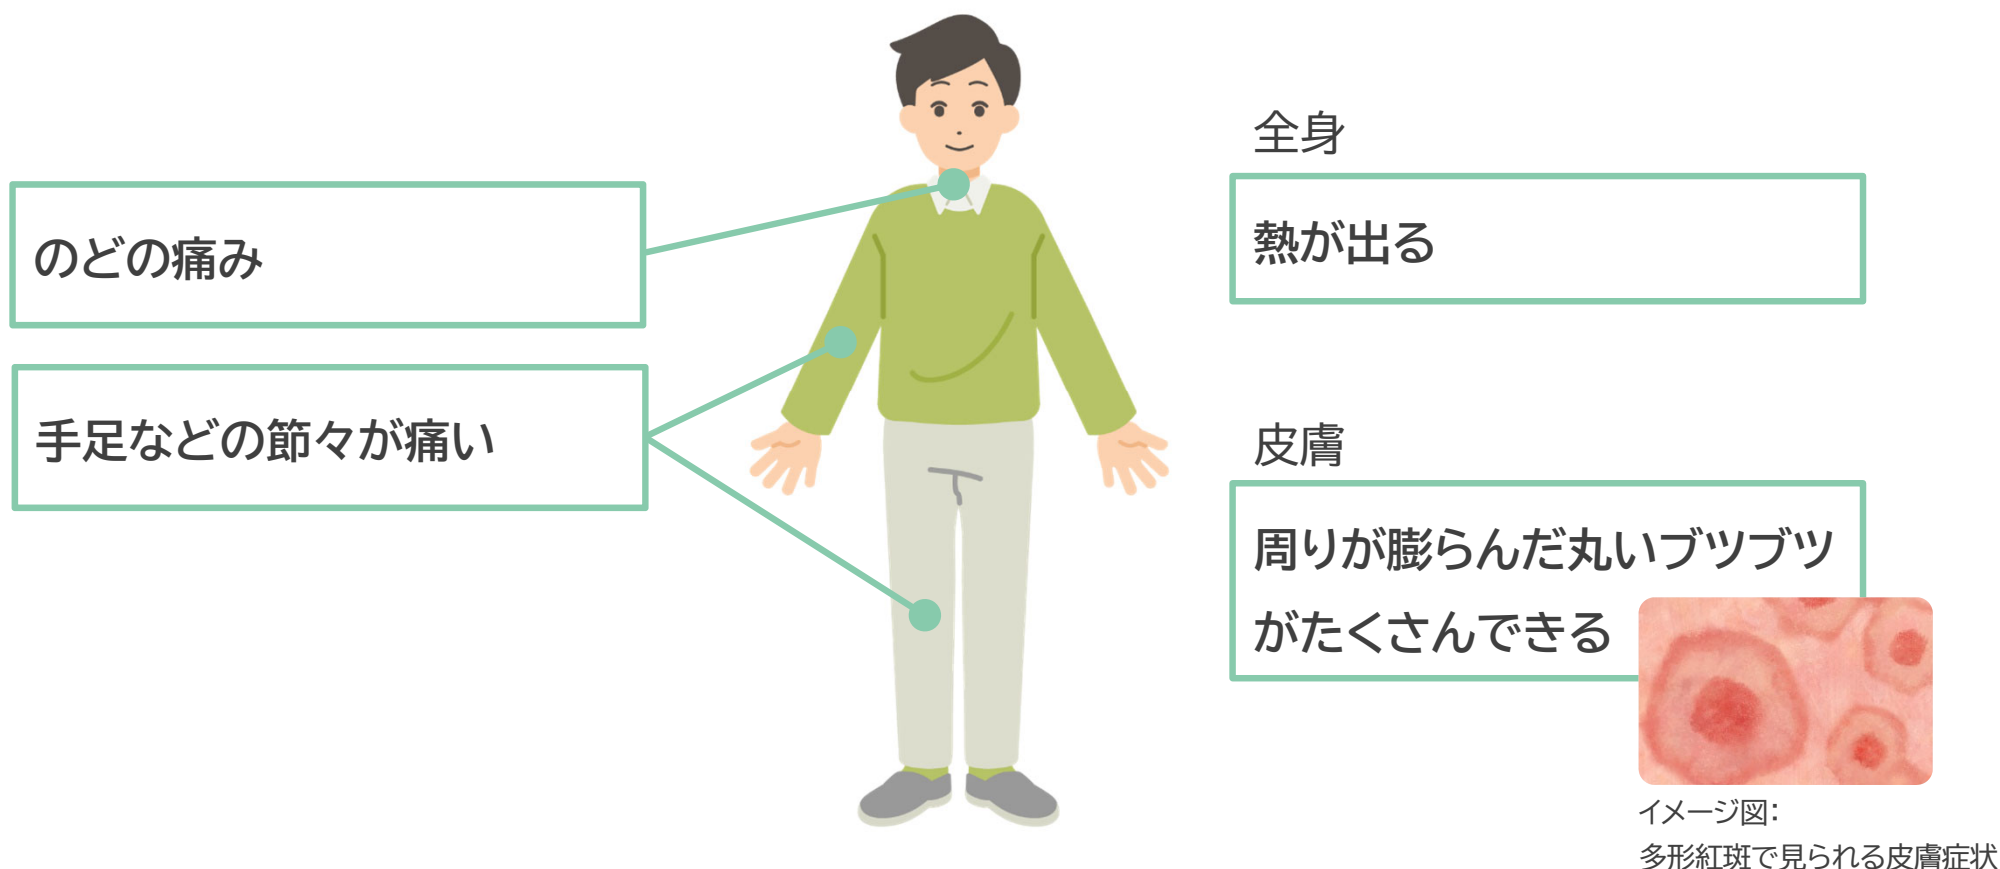 のどの痛み
手足などの節々が痛い
全身
熱が出る
皮膚
周りが膨らんだ丸いブツブツ
がたくさんできる
イメージ図：
多形紅斑で見られる皮膚症状